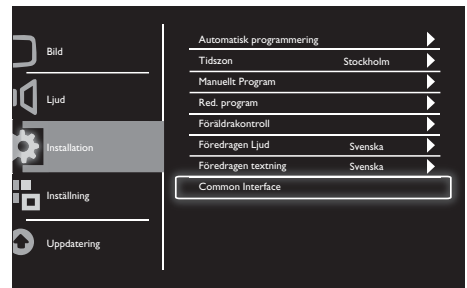 Bild
Ljud
Installation
Inställning
Uppdatering
Automatisk programmering
Tidszon Stockholm
Manuellt Program
Red. program
Föräldrakontroll
Föredragen Ljud Svenska
Föredragen textning Svenska
Common Interface